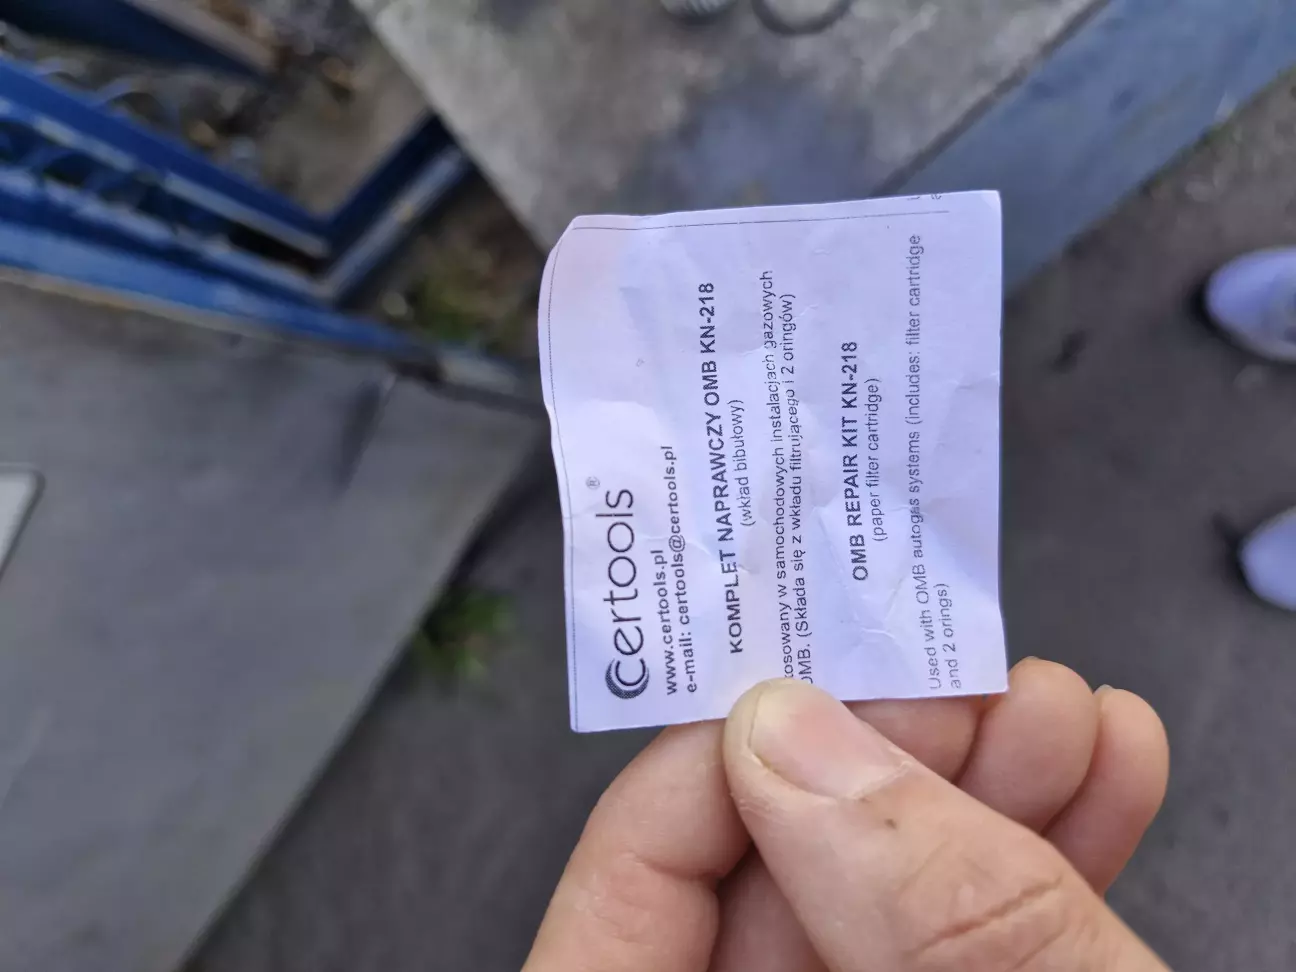 certools®
www.certools.pl
e-mail: certools@certools.pl
KOMPLET NAPRAWCZY OMB KN-218
(wkład bibułowy)
tosowany w samochodowych instalacjach gazowych
OMB. (Składa się z wkładu filtrującego i 2 oringów)
OMB REPAIR KIT KN-218
(paper filter cartridge)
Used with OMB autogas systems (includes: filter cartridge
and 2 orings)